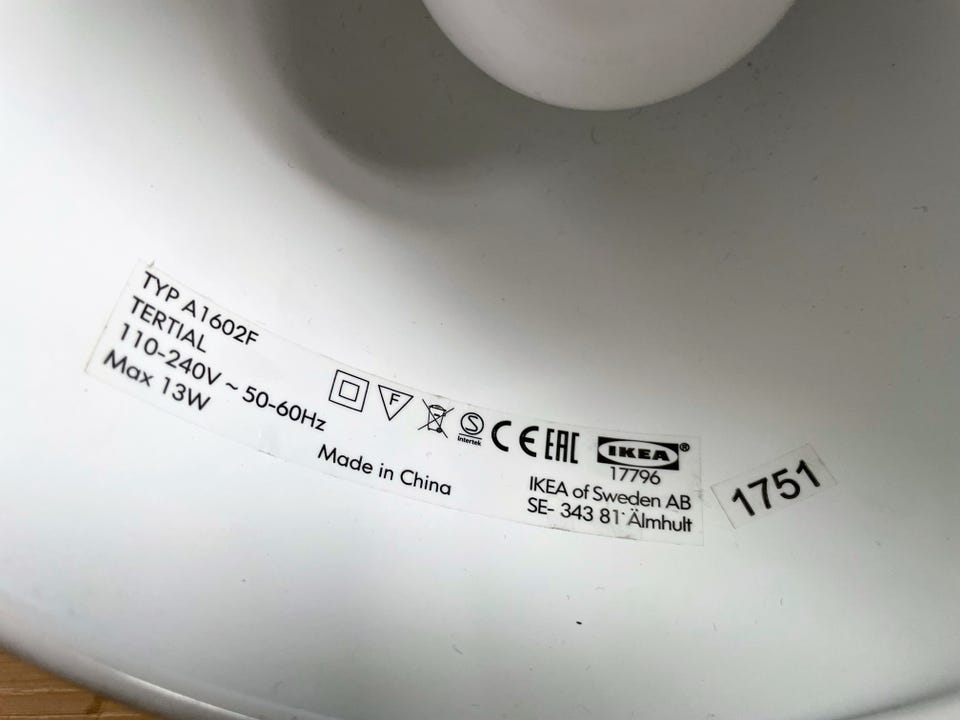 TYP A1602F
TERTIAL
110-240V ~ 50-60Hz
Max 13W
Made in China
F
S
Intertek
CE EAC
IKEA®
17796
IKEA of Sweden AB
SE- 343 81 Älmhult
1751